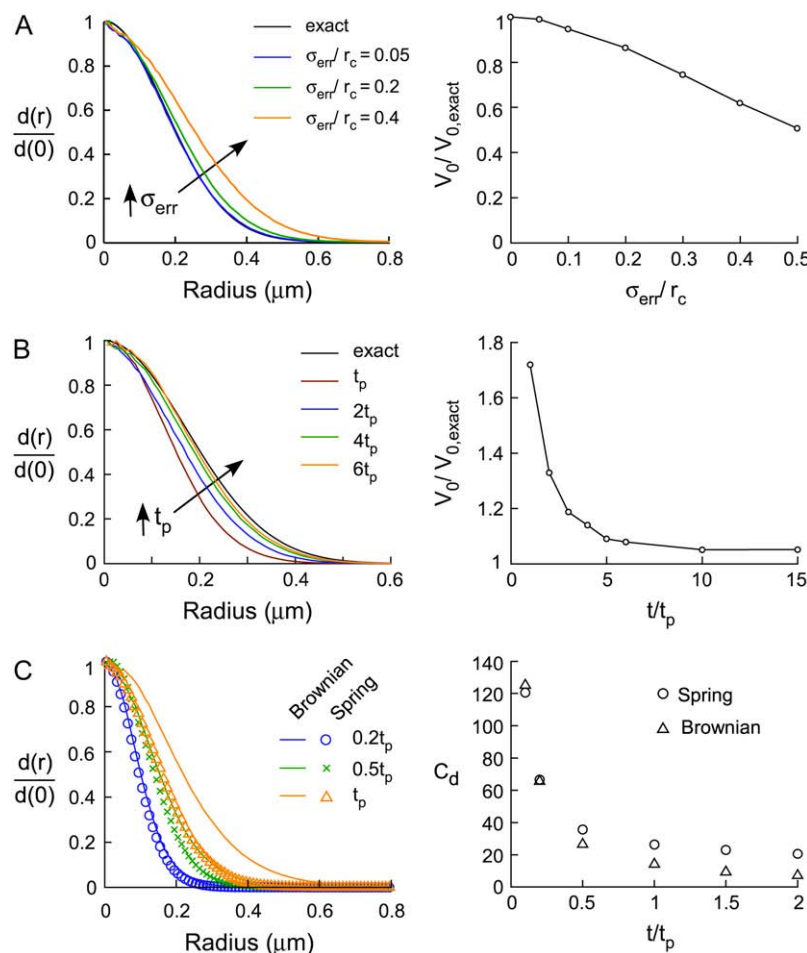 A
d(r)
d(0)
1
0.8
0.6
0.4
0.2
0
0
0.2
0.4
0.6
0.8
Radius (μm)
exact
σerr/ rc = 0.05
σerr/ rc = 0.2
σerr/ rc = 0.4
σerr
V0/ V0,exact
1
0.8
0.6
0.4
0.2
0
0
0.1
0.2
0.3
0.4
0.5
σerr/ rc
B
d(r)
d(0)
1
0.8
0.6
0.4
0.2
0
0
0.2
0.4
0.6
Radius (μm)
exact
tp
2tp
4tp
6tp
tp
V0/ V0,exact
1.8
1.6
1.4
1.2
1
0
5
10
15
t/tp
C
d(r)
d(0)
1
0.8
0.6
0.4
0.2
0
0
0.2
0.4
0.6
0.8
Radius (μm)
Brownian
Spring
0.2tp
0.5tp
tp
Cd
140
120
100
80
60
40
20
0
0
0.5
1
1.5
2
t/tp
Spring
Brownian